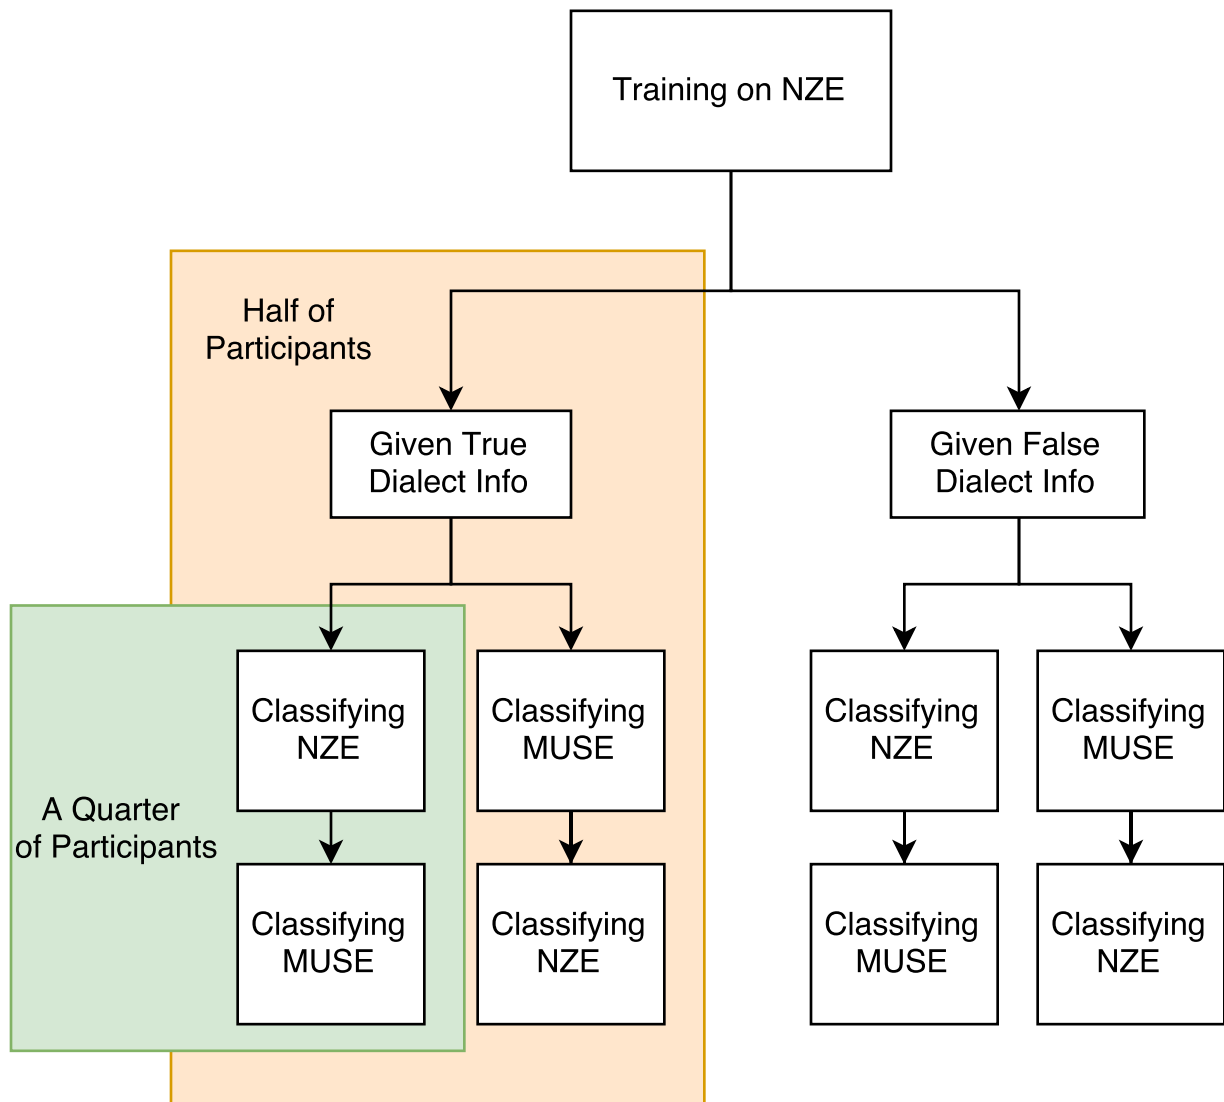 Training on NZE
Half of
Participants
Given True
Dialect Info
Given False
Dialect Info
Classifying
NZE
Classifying
MUSE
Classifying
NZE
Classifying
MUSE
A Quarter
of Participants
Classifying
MUSE
Classifying
NZE
Classifying
MUSE
Classifying
NZE